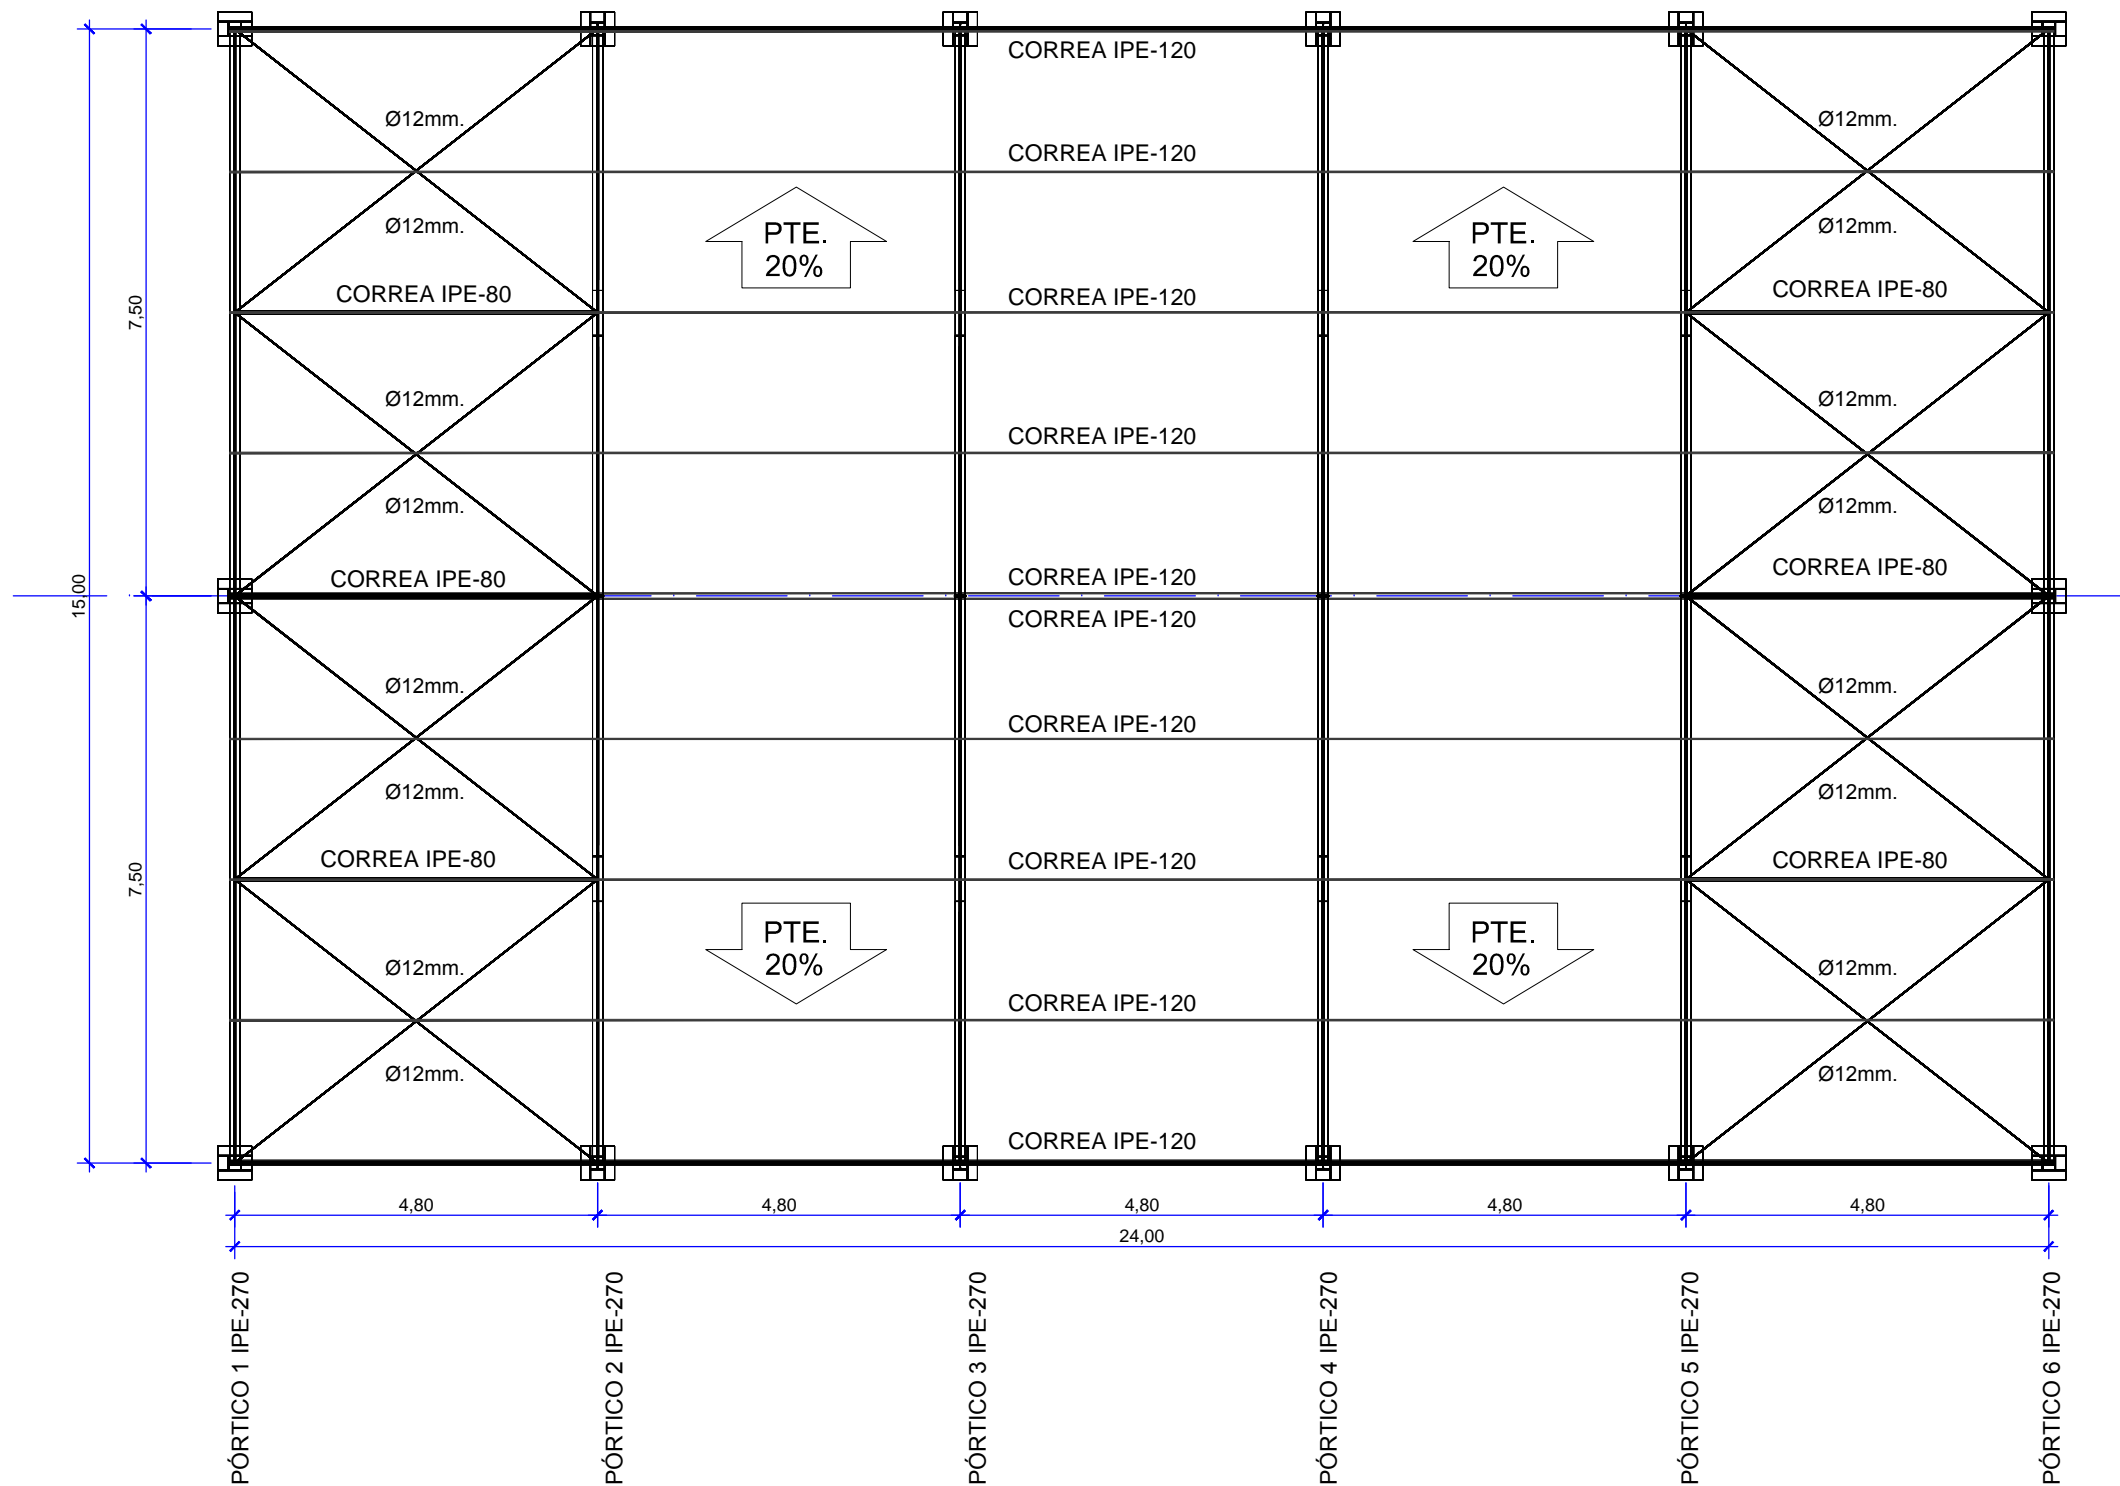 CORREA IPE-120
Ø12mm.
Ø12mm.
CORREA IPE-120
Ø12mm.
Ø12mm.
PTE.
20%
PTE.
20%
CORREA IPE-80
CORREA IPE-120
CORREA IPE-80
7,50
Ø12mm.
Ø12mm.
CORREA IPE-120
Ø12mm.
Ø12mm.
CORREA IPE-80
CORREA IPE-120
CORREA IPE-80
15,00
CORREA IPE-120
Ø12mm.
Ø12mm.
CORREA IPE-120
Ø12mm.
Ø12mm.
CORREA IPE-80
CORREA IPE-120
CORREA IPE-80
7,50
PTE.
20%
PTE.
20%
Ø12mm.
Ø12mm.
CORREA IPE-120
Ø12mm.
Ø12mm.
CORREA IPE-120
4,80
4,80
4,80
4,80
4,80
24,00
PÓRTICO 1 IPE-270
PÓRTICO 2 IPE-270
PÓRTICO 3 IPE-270
PÓRTICO 4 IPE-270
PÓRTICO 5 IPE-270
PÓRTICO 6 IPE-270